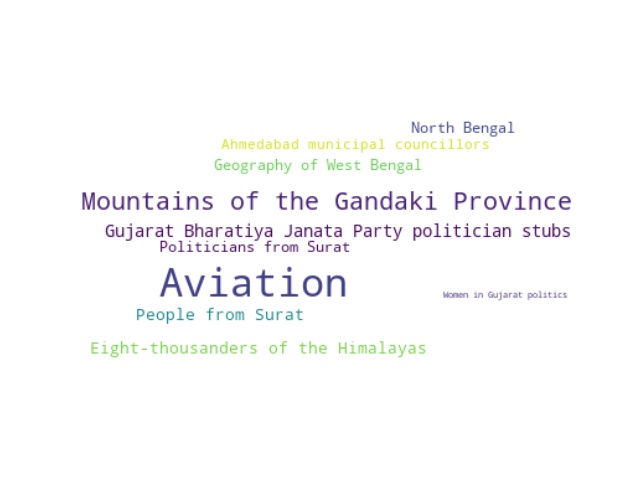 North Bengal
Ahmedabad municipal councillors
Geography of West Bengal
Mountains of the Gandaki Province
Gujarat Bharatiya Janata Party politician stubs
Politicians from Surat
Aviation
Women in Gujarat politics
People from Surat
Eight-thousanders of the Himalayas